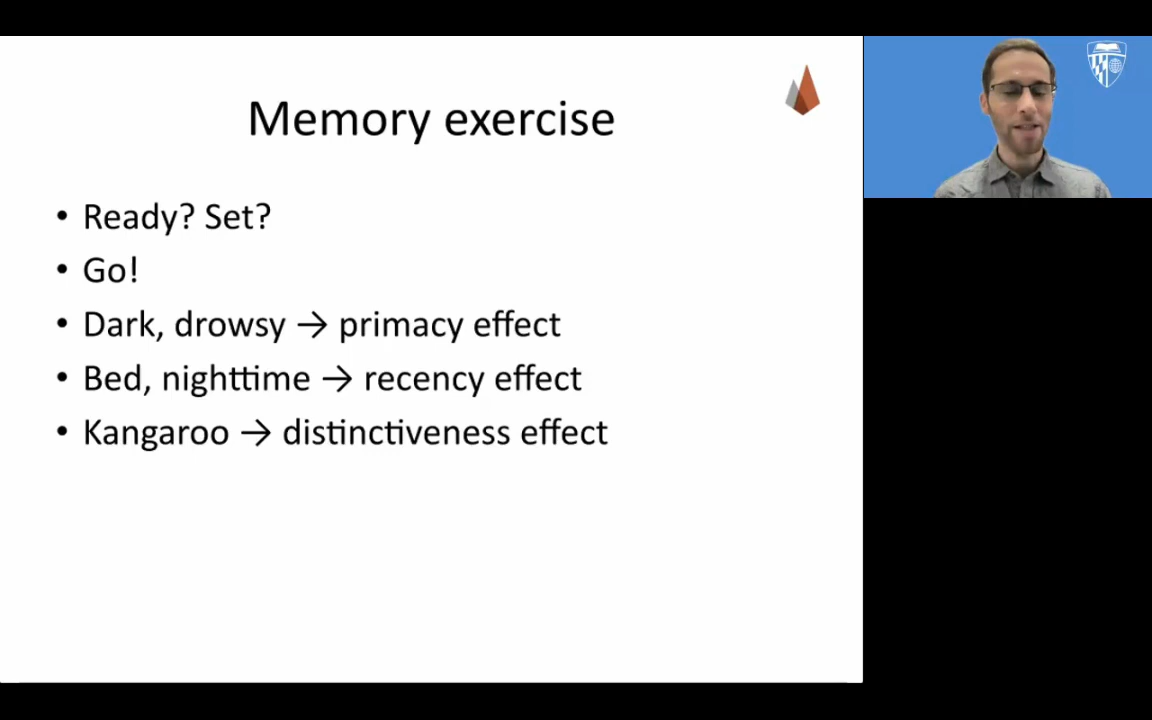 Memory exercise
• Ready? Set?
• Go!
• Dark, drowsy → primacy effect
• Bed, nighttime → recency effect
• Kangaroo → distinctiveness effect